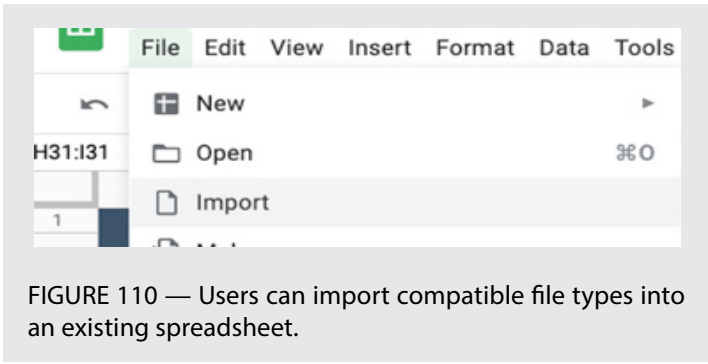 File Edit View Insert Format Data Tools
New
H31:I31 Open ⌘O
Import
1
FIGURE 110 — Users can import compatible file types into
an existing spreadsheet.